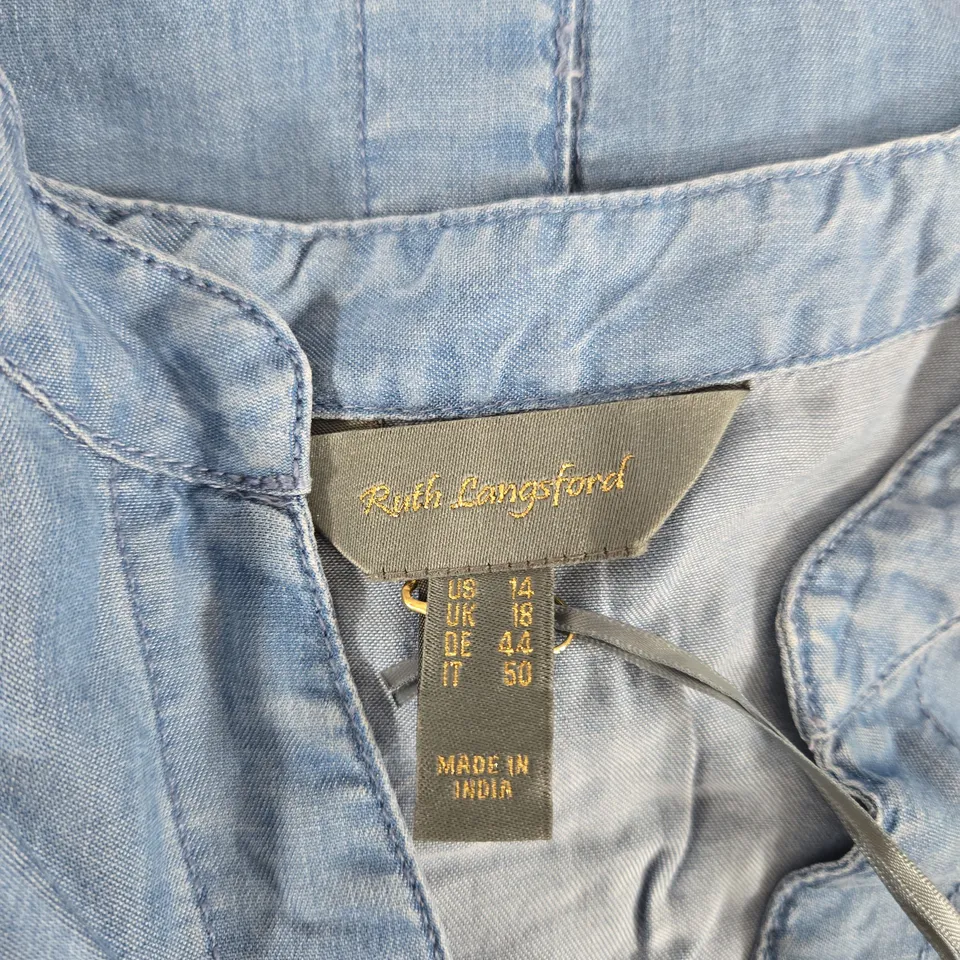 Ruth Langsford
US 14
UK 18
DE 44
IT 50
MADE IN
INDIA